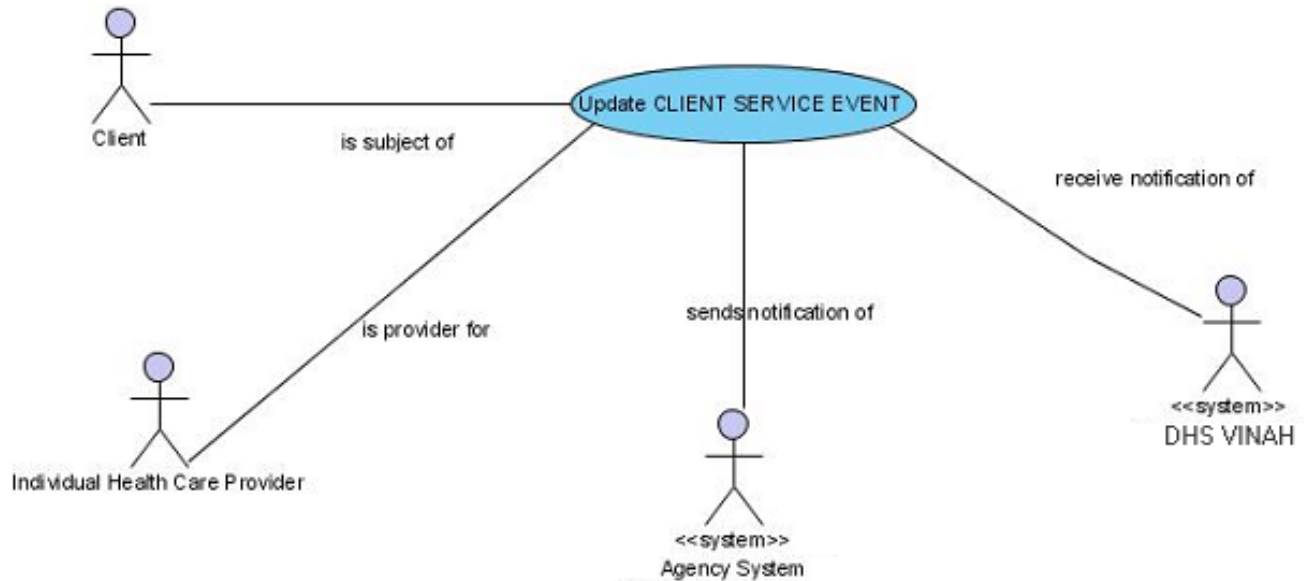 Client
Update CLIENT SERVICE EVENT
is subject of
receive notification of
sends notification of
is provider for
<<system>>
DHS VINAH
Individual Health Care Provider
<<system>>
Agency System